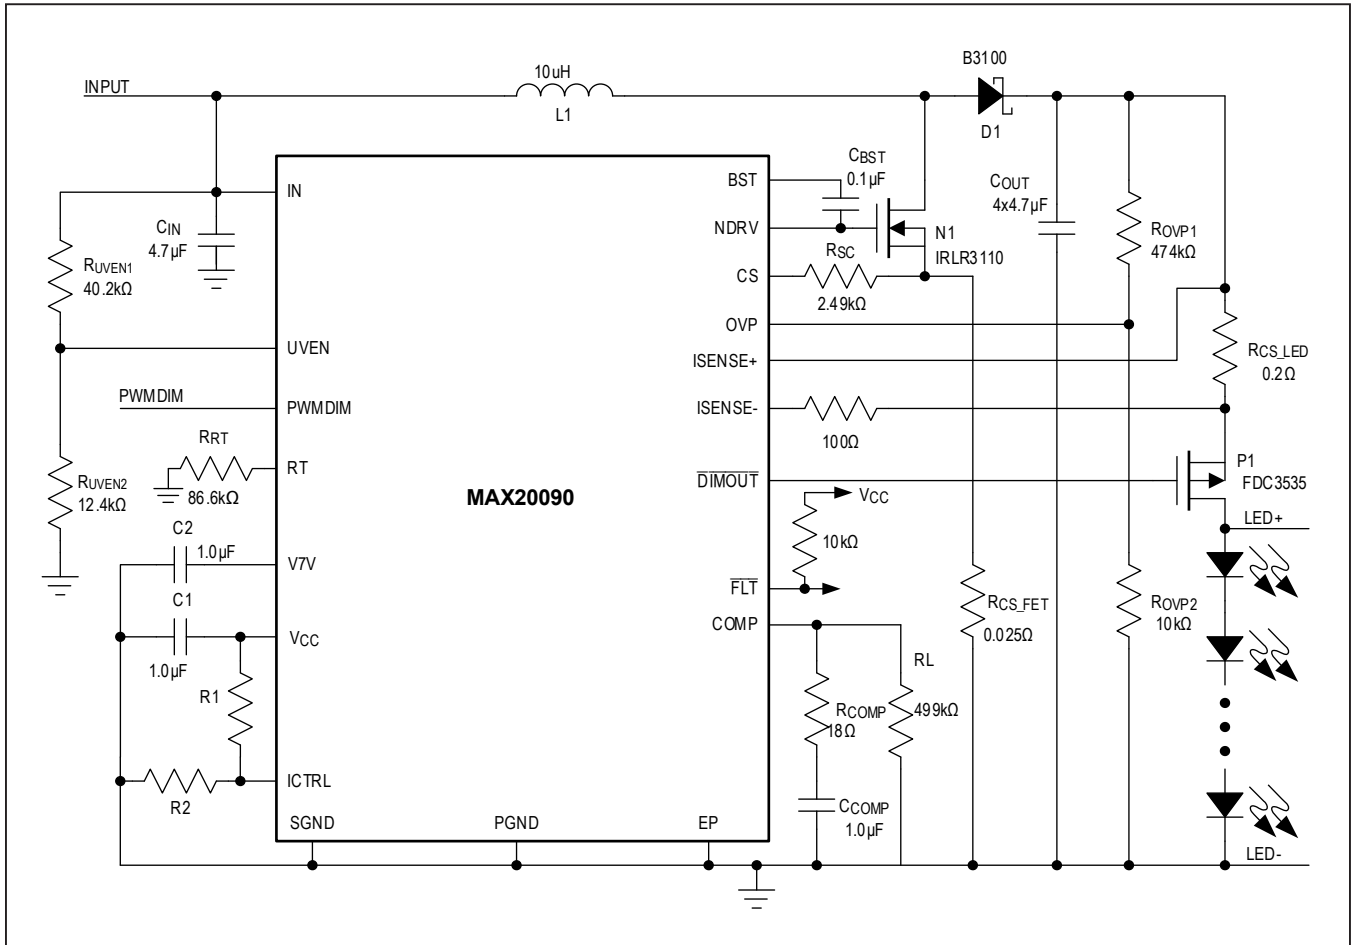 INPUT
10uH
L1
B3100
D1
IN
CIN
4.7µF
RUVEN1
40.2kΩ
UVEN
PWMDIM
PWMDIM
RRT
RT
86.6kΩ
RUVEN2
12.4kΩ
C2
1.0µF
V7V
C1
1.0µF
VCC
R1
R2
ICTRL
SGND
PGND
EP
MAX20090
BST
CBST
0.1µF
NDRV
N1
IRLR3110
CS
RSC
2.49kΩ
OVP
ISENSE+
ISENSE-
100Ω
DIMOUT
VCC
10kΩ
FLT
COMP
RCOMP
18Ω
CCOMP
1.0µF
RL
499kΩ
RCS_FET
0.025Ω
COUT
4x4.7µF
ROVP1
474kΩ
ROVP2
10kΩ
RCS_LED
0.2Ω
P1
FDC3535
LED+
LED-